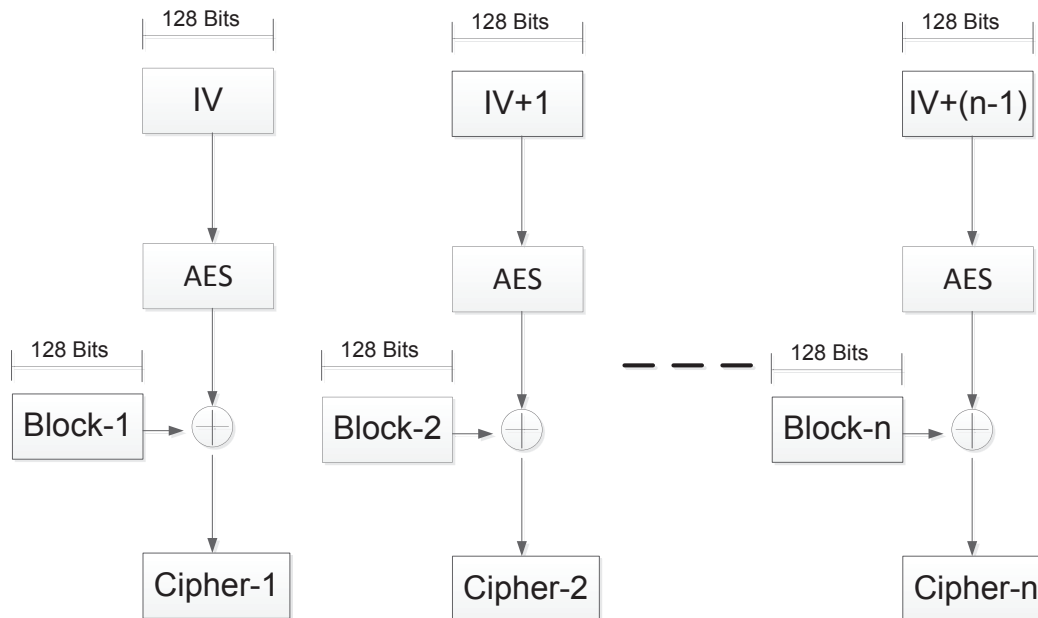 128 Bits
128 Bits
128 Bits
IV
IV+1
IV+(n-1)
AES
AES
AES
128 Bits
128 Bits
128 Bits
Block-1
Block-2
Block-n
Cipher-1
Cipher-2
Cipher-n